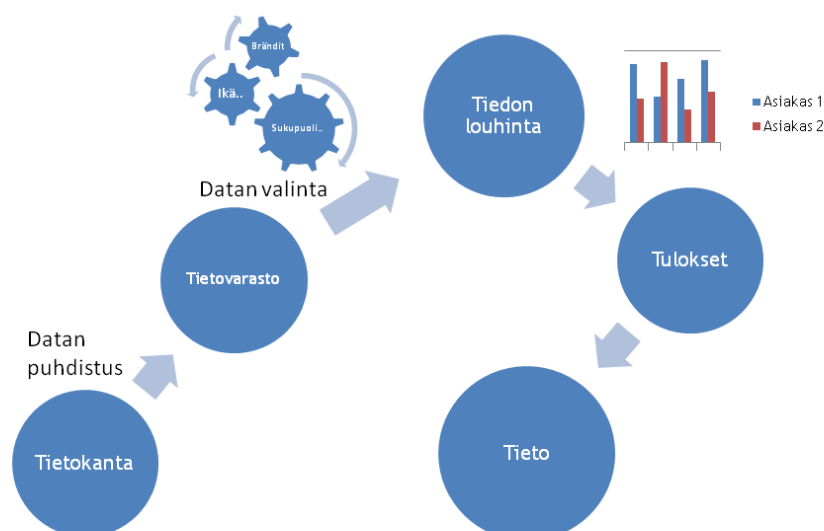 Brändit
Ikä..
Sukupuoli..
Tiedon
louhinta
Asiakas 1
Asiakas 2
Datan valinta
Tietovarasto
Tulokset
Datan
puhdistus
Tietokanta
Tieto